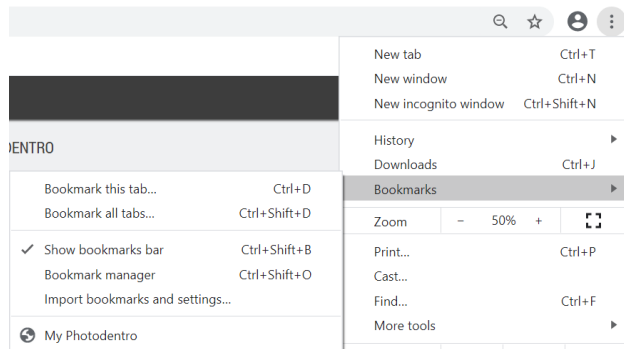 New tab Ctrl+T
New window Ctrl+N
New incognito window Ctrl+Shift+N
History
Downloads Ctrl+J
Bookmarks
Zoom − 50% +
Print... Ctrl+P
Cast...
Find... Ctrl+F
More tools
DENTRO
Bookmark this tab... Ctrl+D
Bookmark all tabs... Ctrl+Shift+D
Show bookmarks bar Ctrl+Shift+B
Bookmark manager Ctrl+Shift+O
Import bookmarks and settings...
My Photodentro